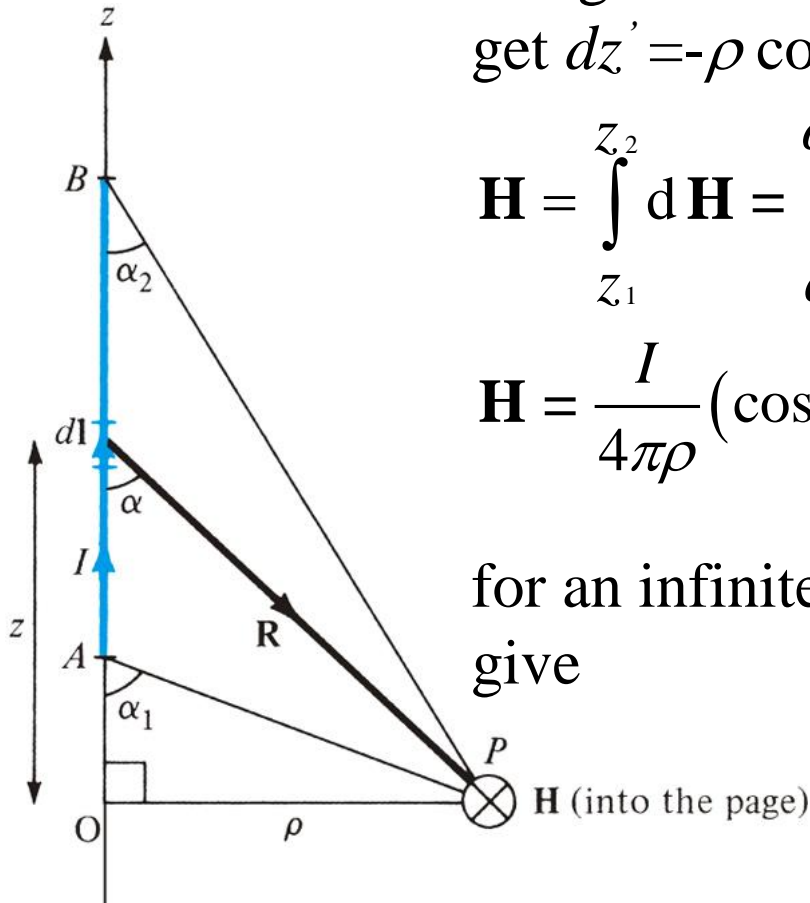 z
get dz' =-ρ co
B
α₂
z₂
H = ∫ d H =
z₁
dl
α
H = I/4πρ (cos
I
z
R
for an infinite
A
give
α₁
P
H (into the page)
O
ρ